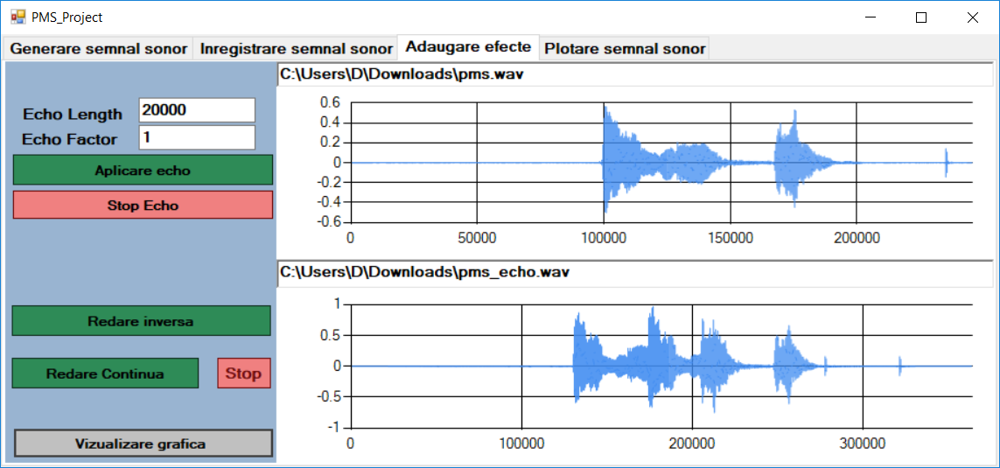 PMS_Project
Generare semnal sonor Inregistrare semnal sonor Adaugare efecte Plotare semnal sonor
Echo Length 20000
Echo Factor 1
Aplicare echo
Stop Echo
Redare inversa
Redare Continua Stop
Vizualizare grafica
C:\Users\D\Downloads\pms.wav
0.6
0.4
0.2
0
-0.2
-0.4
-0.6
0 50000 100000 150000 200000
C:\Users\D\Downloads\pms_echo.wav
1
0.5
0
-0.5
-1
0 100000 200000 300000